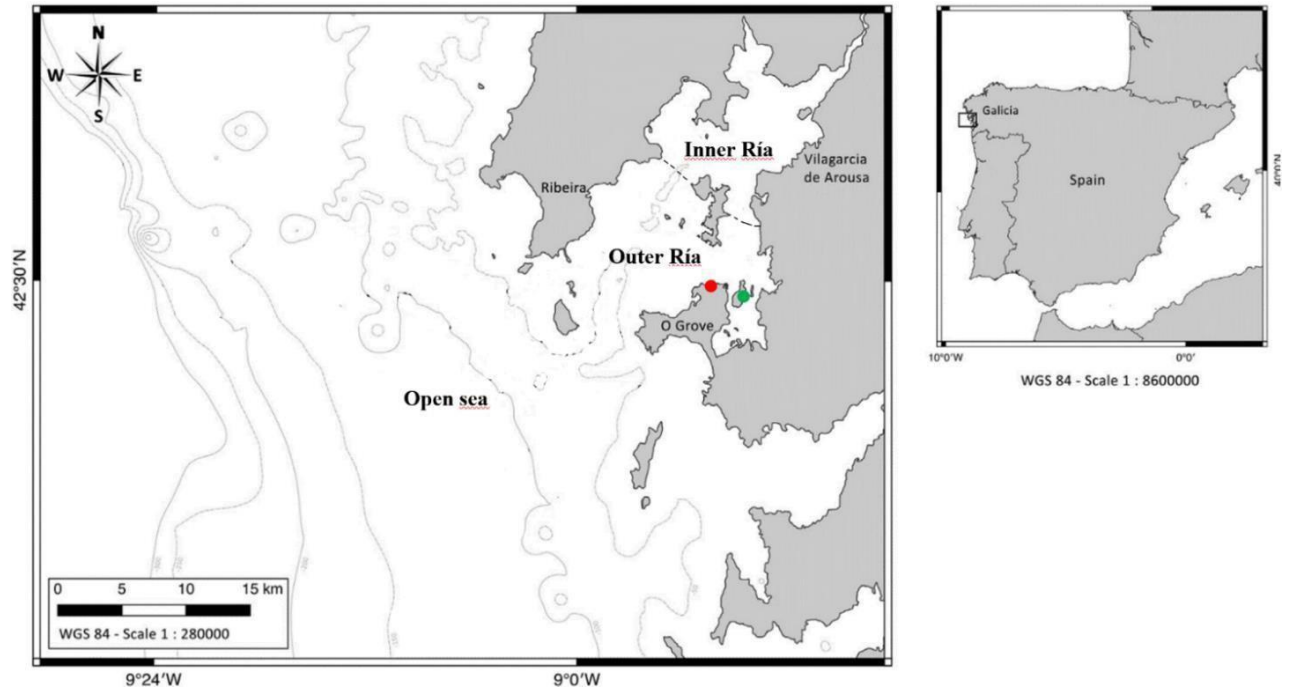 N
W E
S
Inner Ría
Vilagarcia
de Arousa
Ribeira
Outer Ría
O Grove
Open sea
42°30'N
0 5 10 15 km
WGS 84 - Scale 1 : 280000
9°24'W
9°0'W
Galicia
Spain
40°0'N
10°0'W
0°0'
WGS 84 - Scale 1 : 8600000